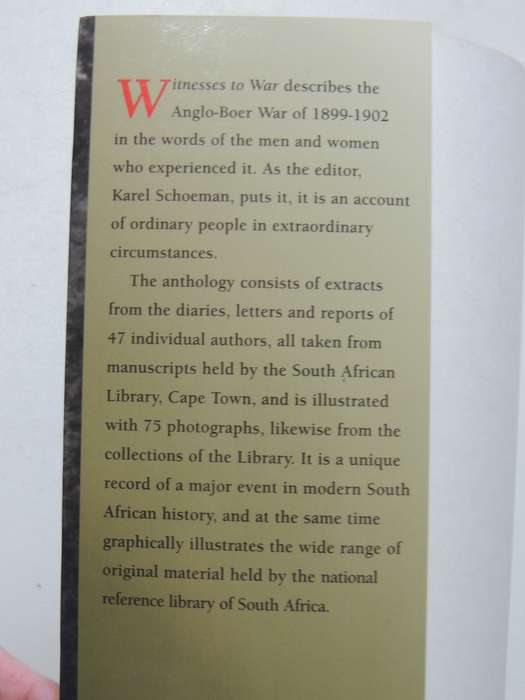 Witnesses to War describes the
Anglo-Boer War of 1899-1902
in the words of the men and women
who experienced it. As the editor,
Karel Schoeman, puts it, it is an account
of ordinary people in extraordinary
circumstances.
The anthology consists of extracts
from the diaries, letters and reports of
47 individual authors, all taken from
manuscripts held by the South African
Library, Cape Town, and is illustrated
with 75 photographs, likewise from the
collections of the Library. It is a unique
record of a major event in modern South
African history, and at the same time
graphically illustrates the wide range of
original material held by the national
reference library of South Africa.